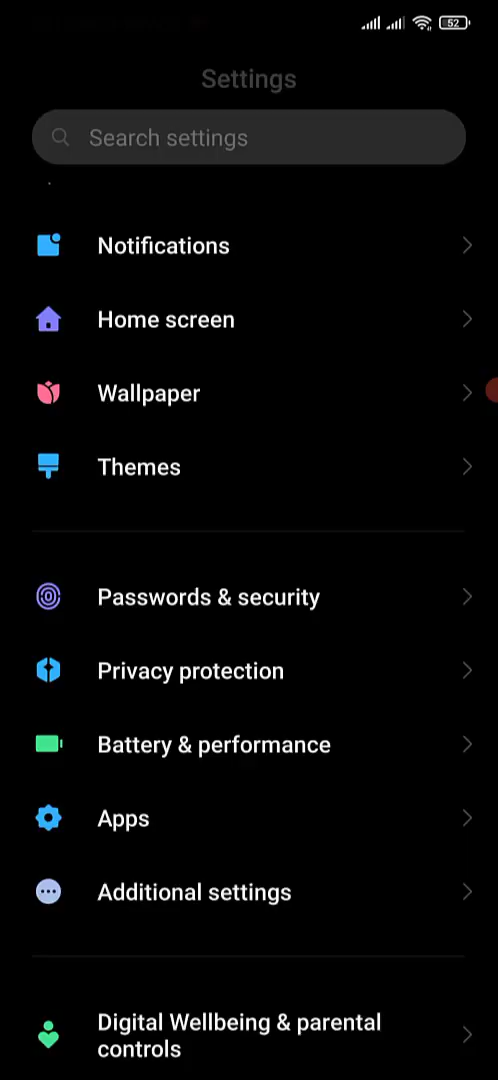 52
Settings
Search settings
Notifications
Home screen
Wallpaper
Themes
Passwords & security
Privacy protection
Battery & performance
Apps
Additional settings
Digital Wellbeing & parental
controls